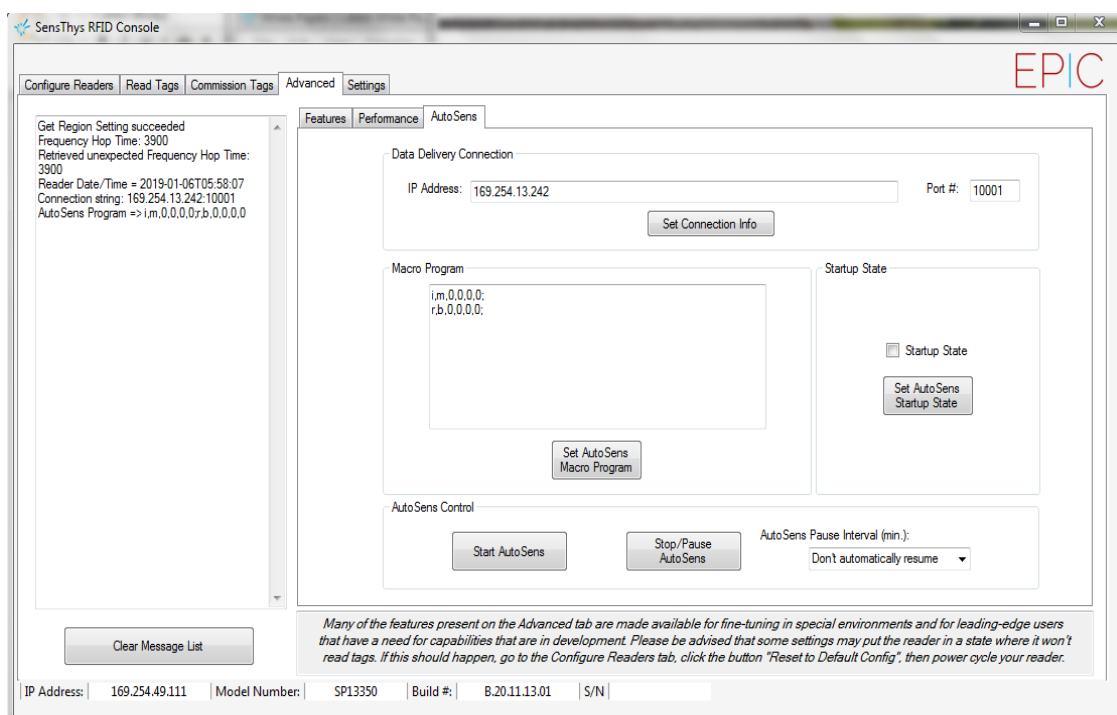 SensThys RFID Console
EPIC
Configure Readers Read Tags Commission Tags Advanced Settings
Get Region Setting succeeded
Frequency Hop Time: 3900
Retrieved unexpected Frequency Hop Time:
3900
Reader Date/Time = 2019-01-06T05:58:07
Connection string: 169.254.13.242:10001
AutoSens Program => i,m,0,0,0,0;r,b,0,0,0,0
Clear Message List
Features Performance AutoSens
Data Delivery Connection
IP Address: 169.254.13.242 Port #: 10001
Set Connection Info
Macro Program
i,m,0,0,0,0;
r,b,0,0,0,0;
Set AutoSens
Macro Program
Startup State
Startup State
Set AutoSens
Startup State
AutoSens Control
Start AutoSens
Stop/Pause
AutoSens
AutoSens Pause Interval (min.):
Don't automatically resume
Many of the features present on the Advanced tab are made available for fine-tuning in special environments and for leading-edge users
that have a need for capabilities that are in development. Please be advised that some settings may put the reader in a state where it won't
read tags. If this should happen, go to the Configure Readers tab, click the button "Reset to Default Config", then power cycle your reader.
IP Address: 169.254.49.111 Model Number: SP13350 Build #: B.20.11.13.01 S/N